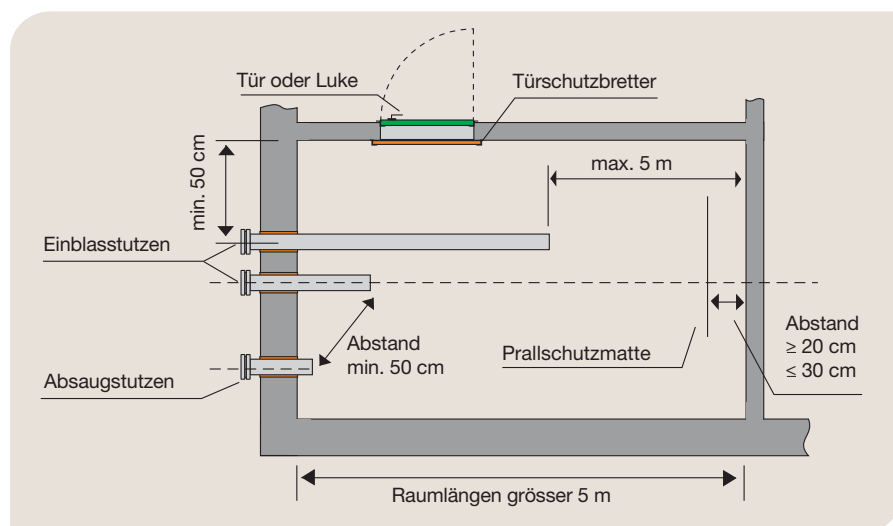 Tür oder Luke
Türschutzbretter
min. 50 cm
max. 5 m
Einblasstutzen
Abstand
min. 50 cm
Prallschutzmatte
Abstand
≥ 20 cm
≤ 30 cm
Absaugstutzen
Raumlängen grösser 5 m